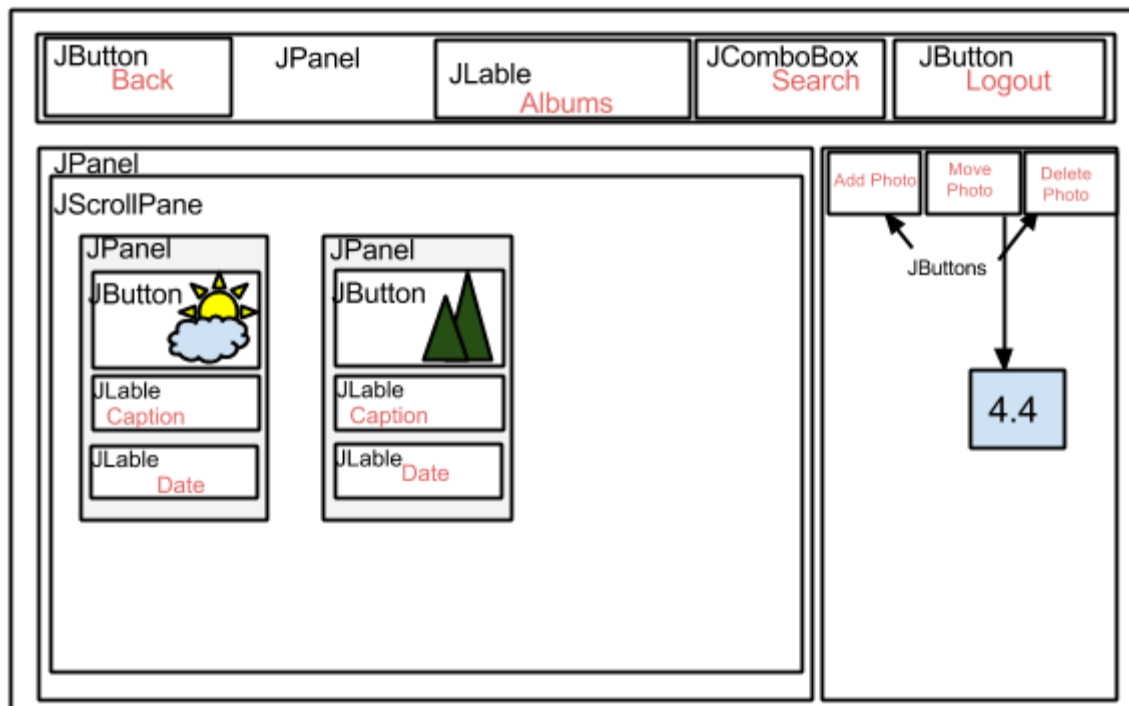 JButton
Back
JPanel
JLable
Albums
JComboBox
Search
JButton
Logout
JPanel
JScrollPane
JPanel
JButton
JLable
Caption
JLable
Date
JPanel
JButton
JLable
Caption
JLable
Date
Add Photo
Move
Photo
Delete
Photo
JButtons
4.4